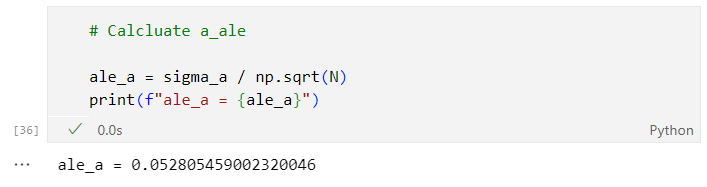 # Calcluate a_ale
ale_a = sigma_a / np.sqrt(N)
print(f"ale_a = {ale_a}")
[36] ✓ 0.0s Python
··· ale_a = 0.052805459002320046